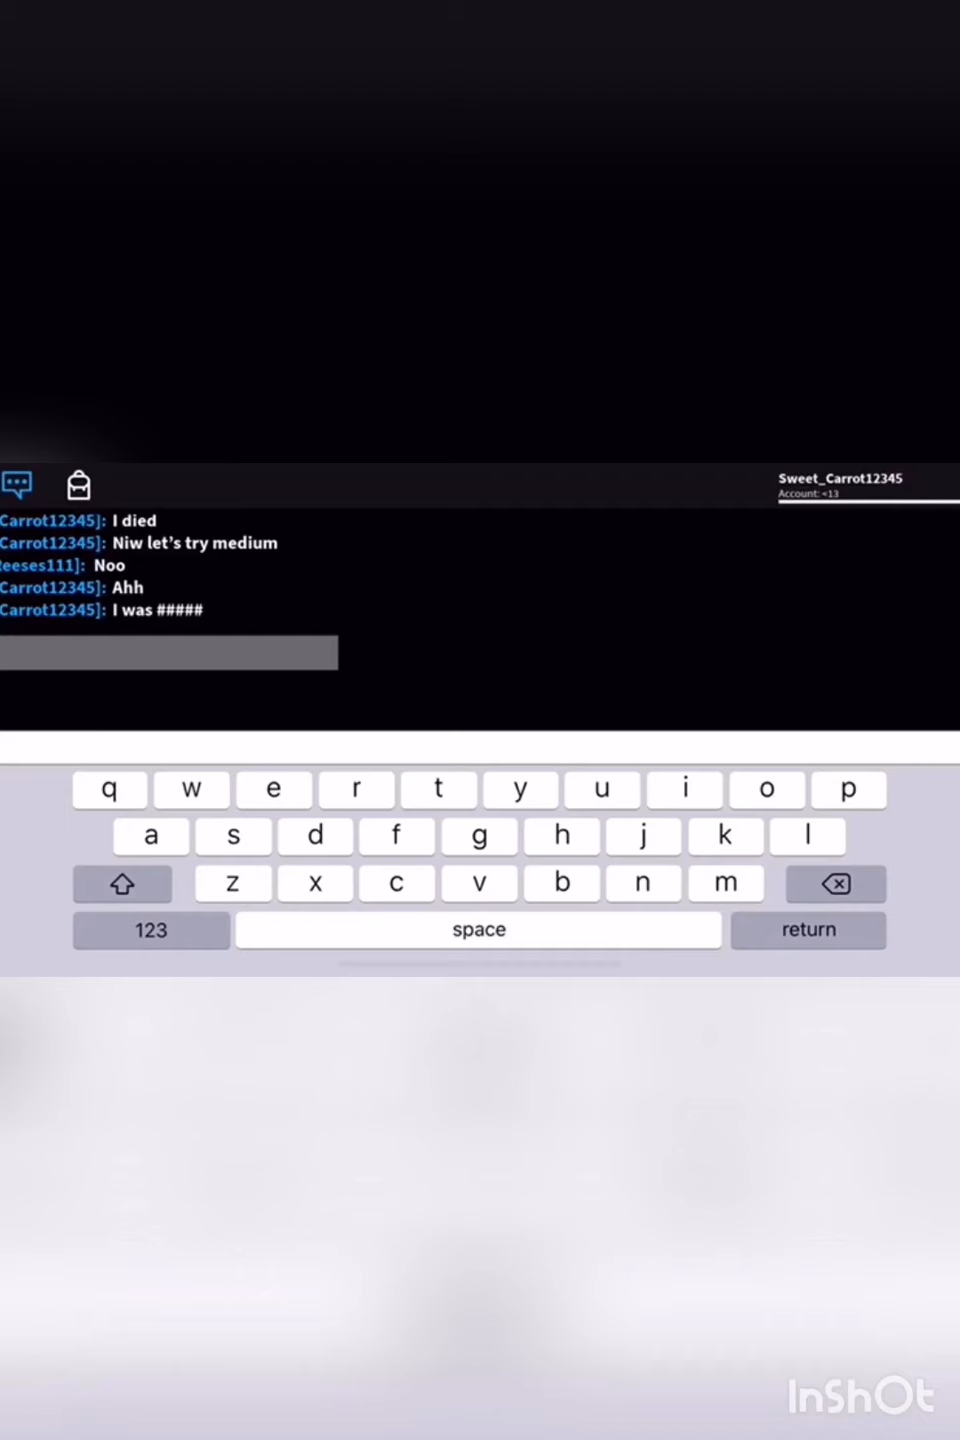 Sweet_Carrot12345
Account: <13
Carrot12345]: I died
Carrot12345]: Niw let's try medium
Reeses111]: Noo
Carrot12345]: Ahh
Carrot12345]: I was #####
q w e r t y u i o p
a s d f g h j k l
z x c v b n m
123 space return
InShOt